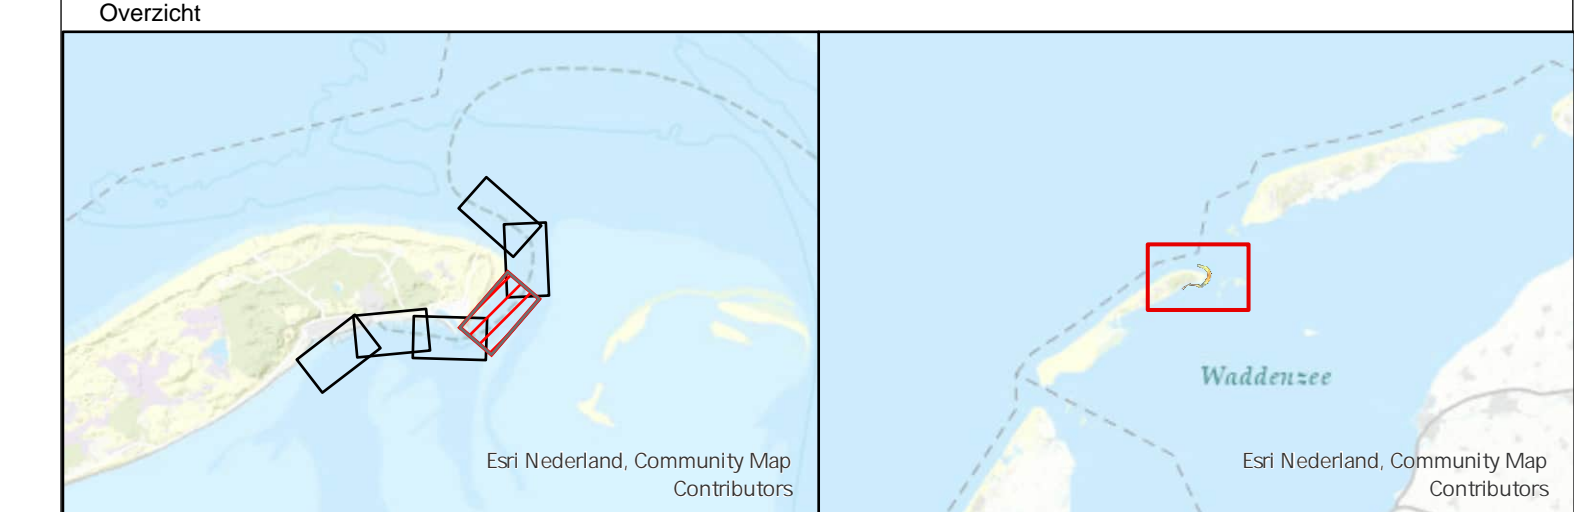 Overzicht
Esri Nederland, Community Map
Contributors
Waddenzee
Esri Nederland, Community Map
Contributors